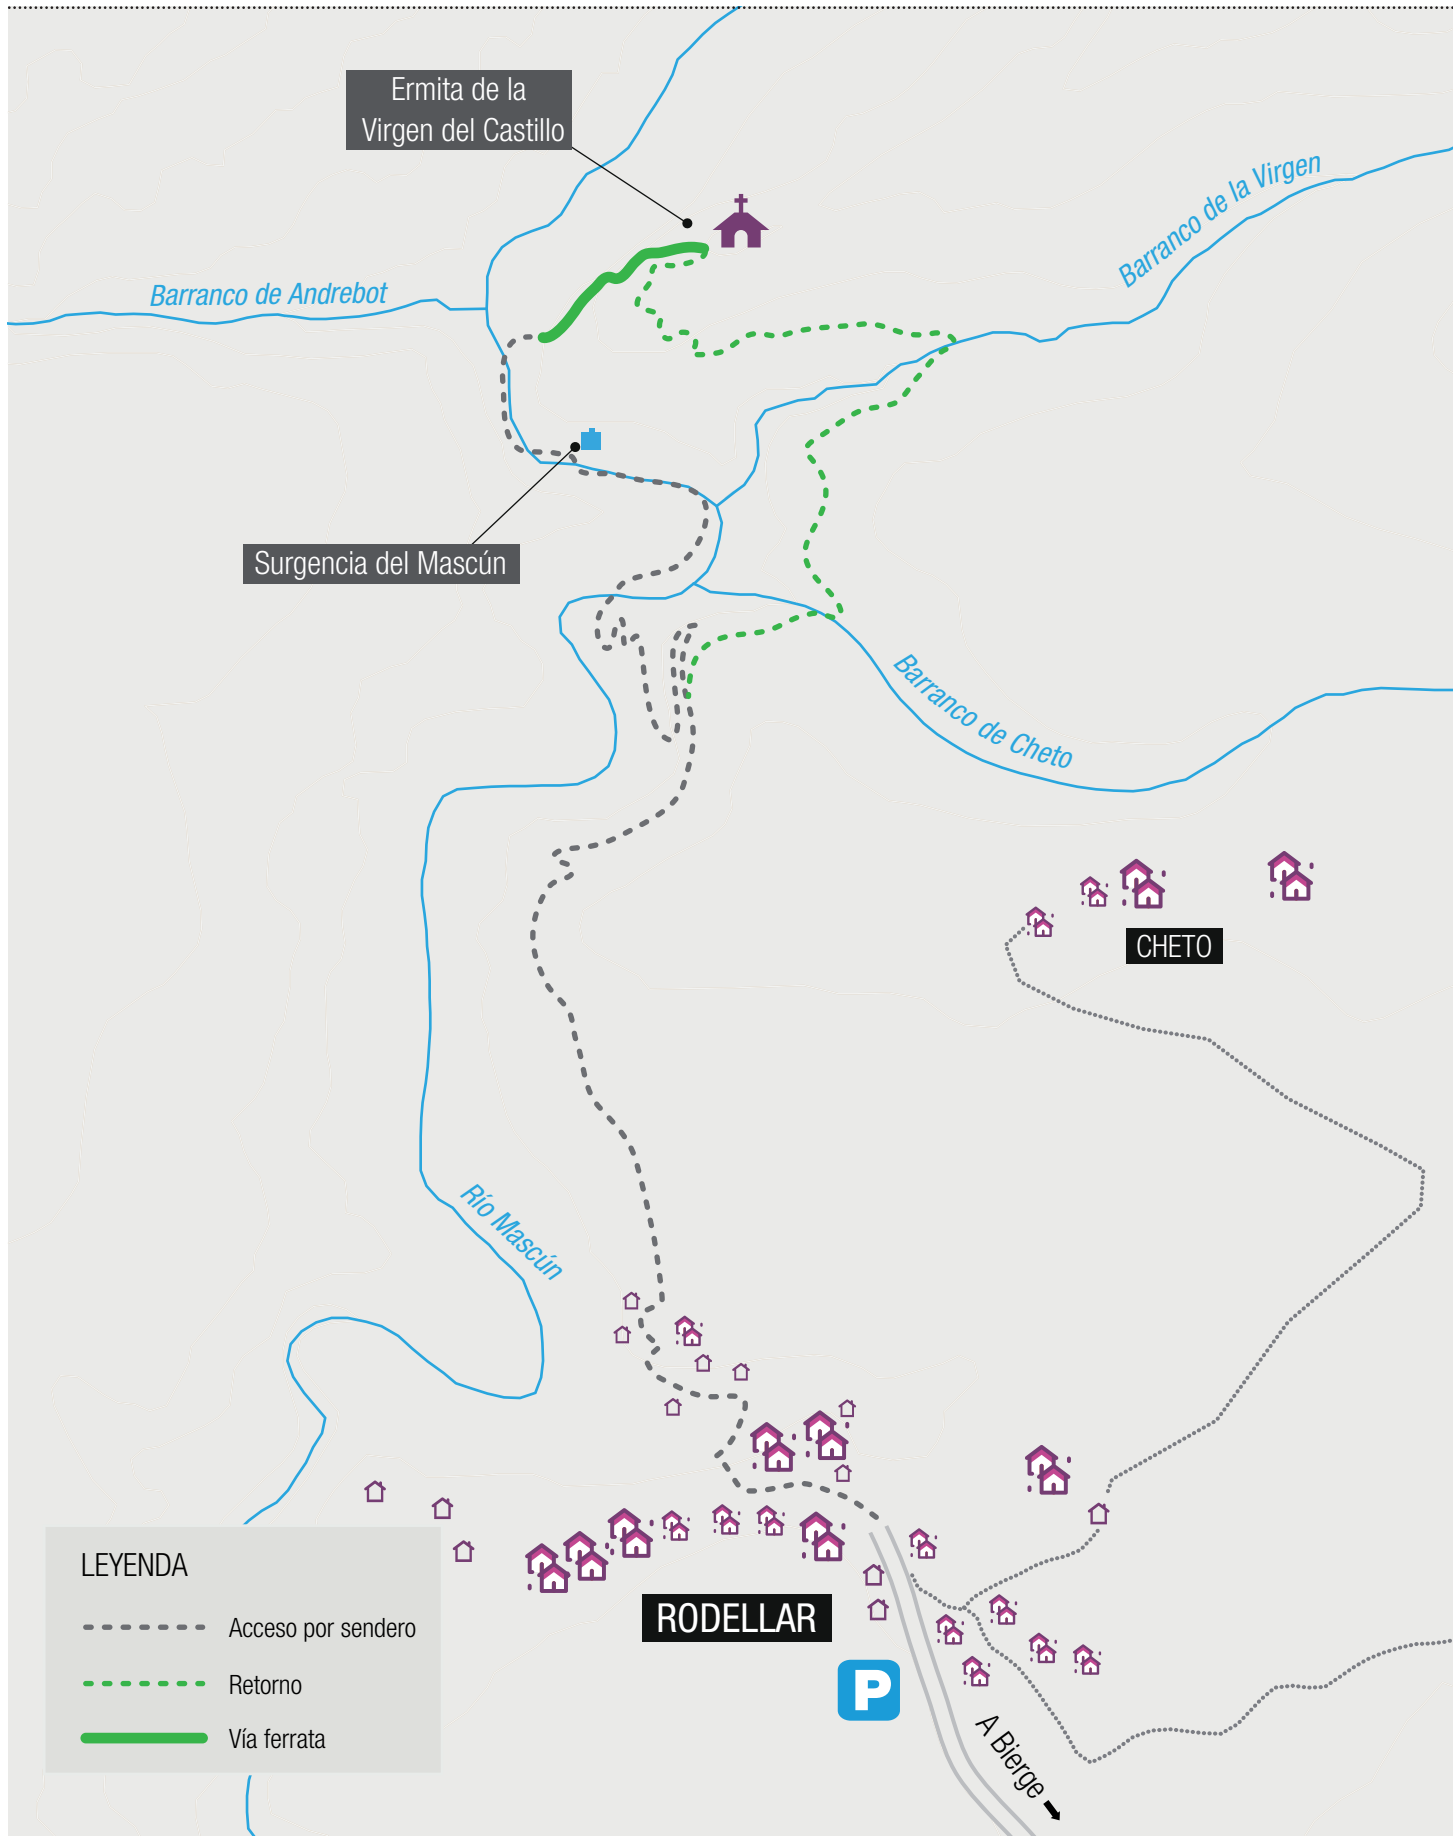 Ermita de la
Virgen del Castillo
Barranco de la Virgen
Barranco de Andrebot
Surgencia del Mascún
Barranco de Cheto
CHETO
Río Mascún
RODELLAR
P
A Bierge
LEYENDA
Acceso por sendero
Retorno
Vía ferrata